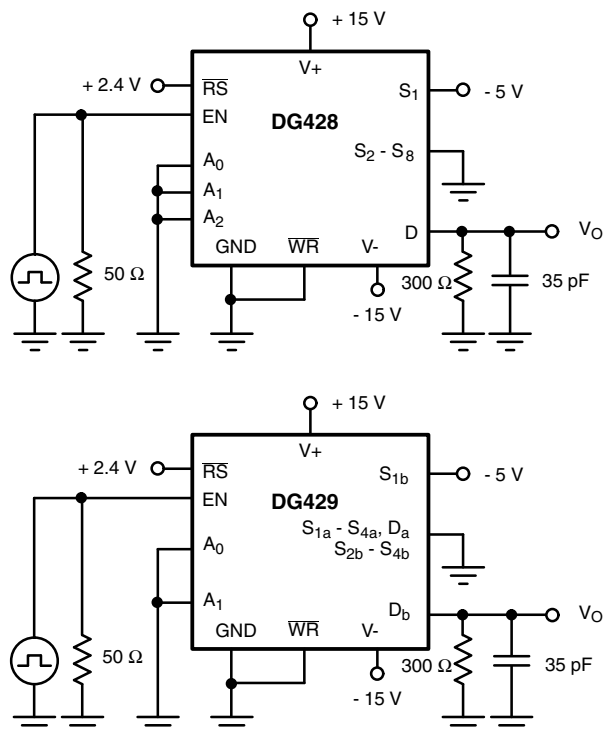 + 15 V
V+
+ 2.4 V
RS
S1
- 5 V
EN
DG428
A0
S2 - S8
A1
A2
D
VO
GND
WR
V-
50 Ω
300 Ω
35 pF
- 15 V
+ 15 V
V+
+ 2.4 V
RS
S1b
- 5 V
EN
DG429
S1a - S4a, Da
A0
S2b - S4b
A1
Db
VO
GND
WR
V-
50 Ω
300 Ω
35 pF
- 15 V